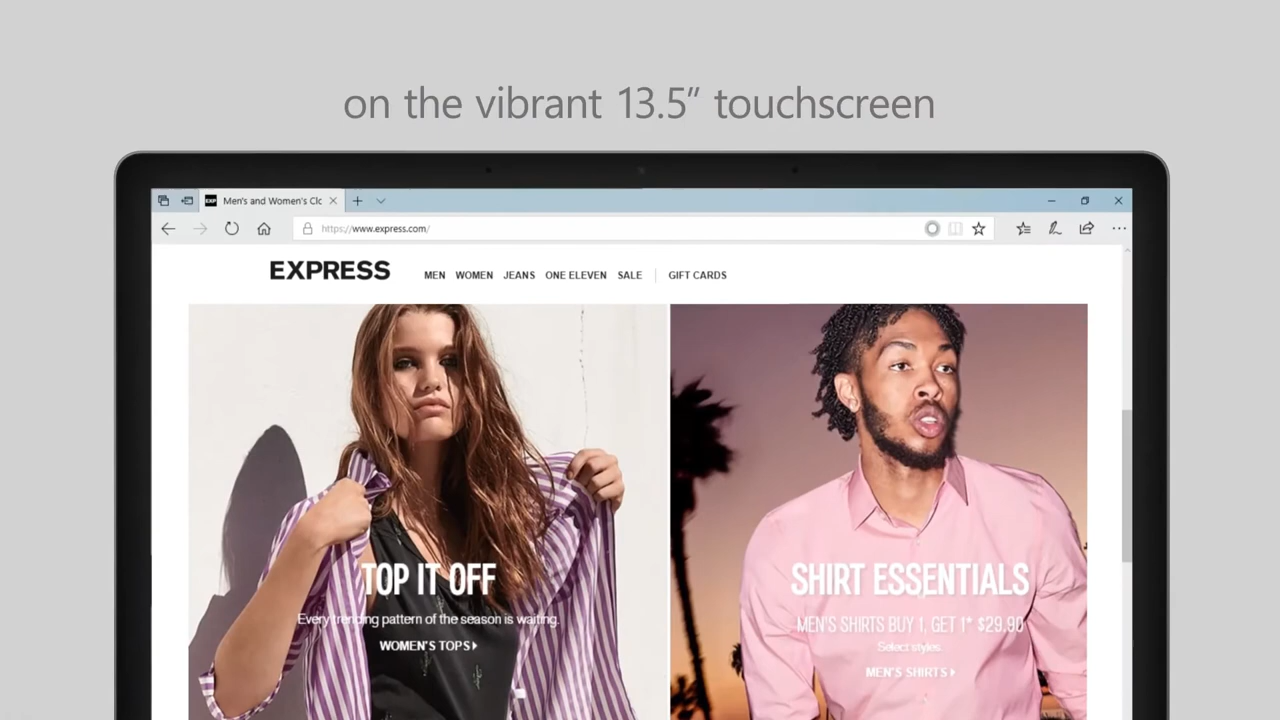 on the vibrant 13.5” touchscreen
EXP Men's and Women's Clc
https://www.express.com/
EXPRESS MEN WOMEN JEANS ONE ELEVEN SALE GIFT CARDS
TOP IT OFF
Every trending pattern of the season is waiting.
WOMEN'S TOPS
SHIRT ESSENTIALS
MEN'S SHIRTS BUY 1, GET 1* $29.90
Select styles.
MEN'S SHIRTS